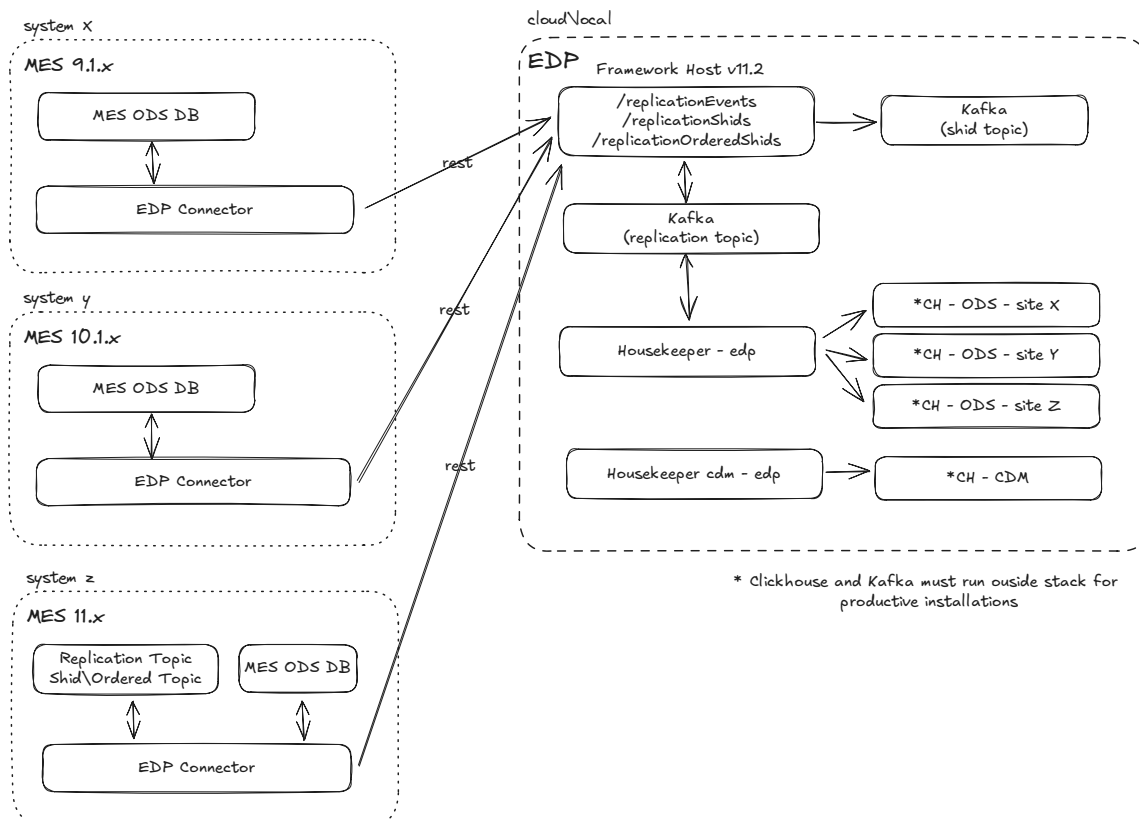 system X
MES 9.1.x
MES ODS DB
EDP Connector
rest
system y
MES 10.1.x
MES ODS DB
EDP Connector
rest
system z
MES 11.x
Replication Topic
Shid\Ordered Topic
MES ODS DB
EDP Connector
rest
cloud\local
EDP
Framework Host v11.2
/replicationEvents
/replicationShids
/replicationOrderedShids
Kafka
(shid topic)
Kafka
(replication topic)
Housekeeper - edp
*CH - ODS - site X
*CH - ODS - site Y
*CH - ODS - site Z
Housekeeper cdm - edp
*CH - CDM
* Clickhouse and Kafka must run ouside stack for
productive installations